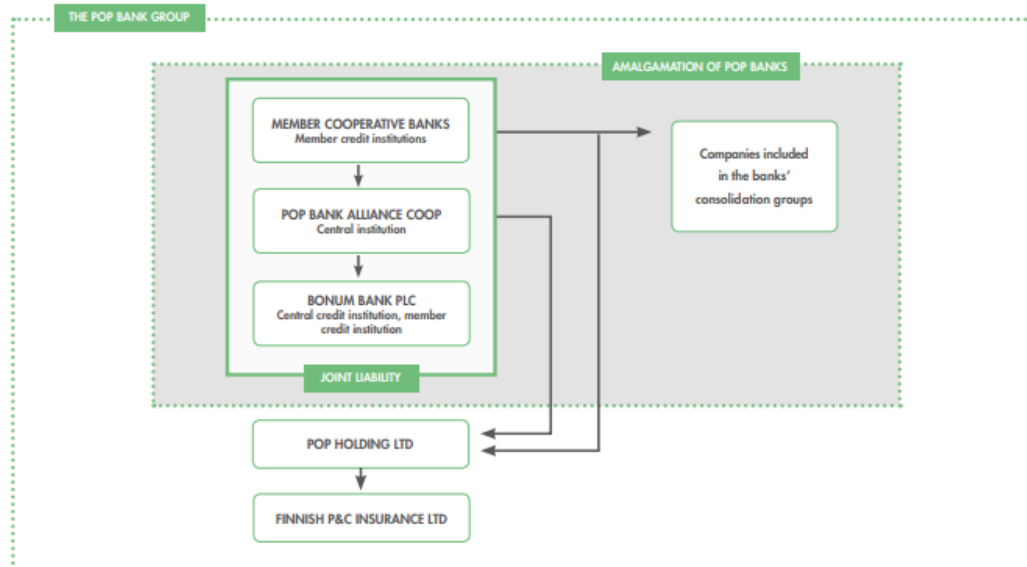 THE POP BANK GROUP
AMALGAMATION OF POP BANKS
MEMBER COOPERATIVE BANKS
Member credit institutions
Companies included
in the banks’
consolidation groups
POP BANK ALLIANCE COOP
Central institution
BONUM BANK PLC
Central credit institution, member
credit institution
JOINT LIABILITY
POP HOLDING LTD
FINNISH P&C INSURANCE LTD